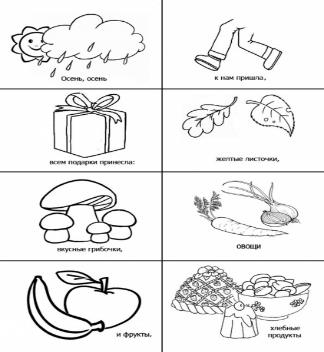 Осень, осень
к нам пришла,
всем подарки принесла:
желтые листочки,
вкусные грибочки,
овощи
и фрукты.
хлебные
продукты